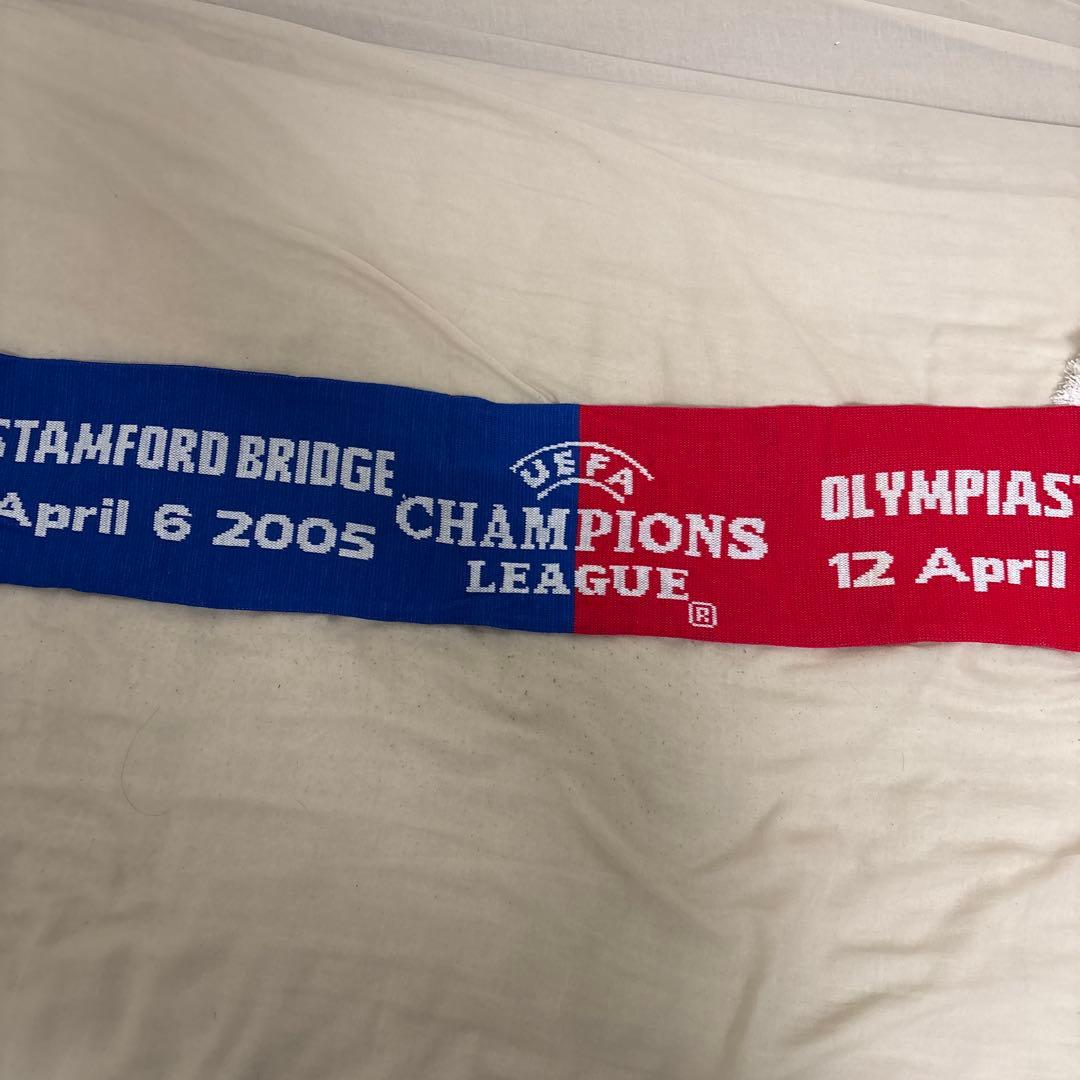 STAMFORD BRIDGE
April 6 2005
UEFA
CHAMPIONS
LEAGUE
®
OLYMPIAST
12 April